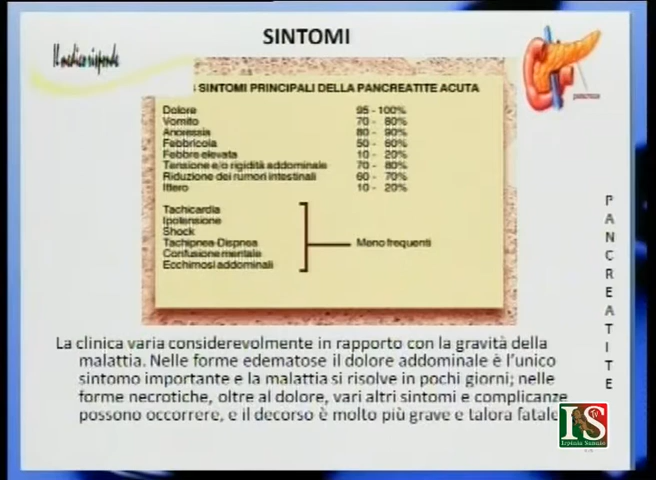 SINTOMI
Il medico risponde
SINTOMI PRINCIPALI DELLA PANCREATITE ACUTA
Dolore 95 - 100%
Vomito 70 - 80%
Anoressia 80 - 90%
Febbricola 50 - 60%
Febbre elevata 10 - 20%
Tensione e/o rigidità addominale 70 - 80%
Riduzione dei rumori intestinali 60 - 70%
Ittero 10 - 20%
Tachicardia
Ipotensione
Shock
Tachipnea-Dispnea
Confusione mentale
Ecchimosi addominali
Meno frequenti
pancreas
PANCREATITE
La clinica varia considerevolmente in rapporto con la gravità della
malattia. Nelle forme edematose il dolore addominale è l'unico
sintomo importante e la malattia si risolve in pochi giorni; nelle
forme necrotiche, oltre al dolore, vari altri sintomi e complicanze
possono occorrere, e il decorso è molto più grave e talora fatale
IS TV
Irpinia Sannio